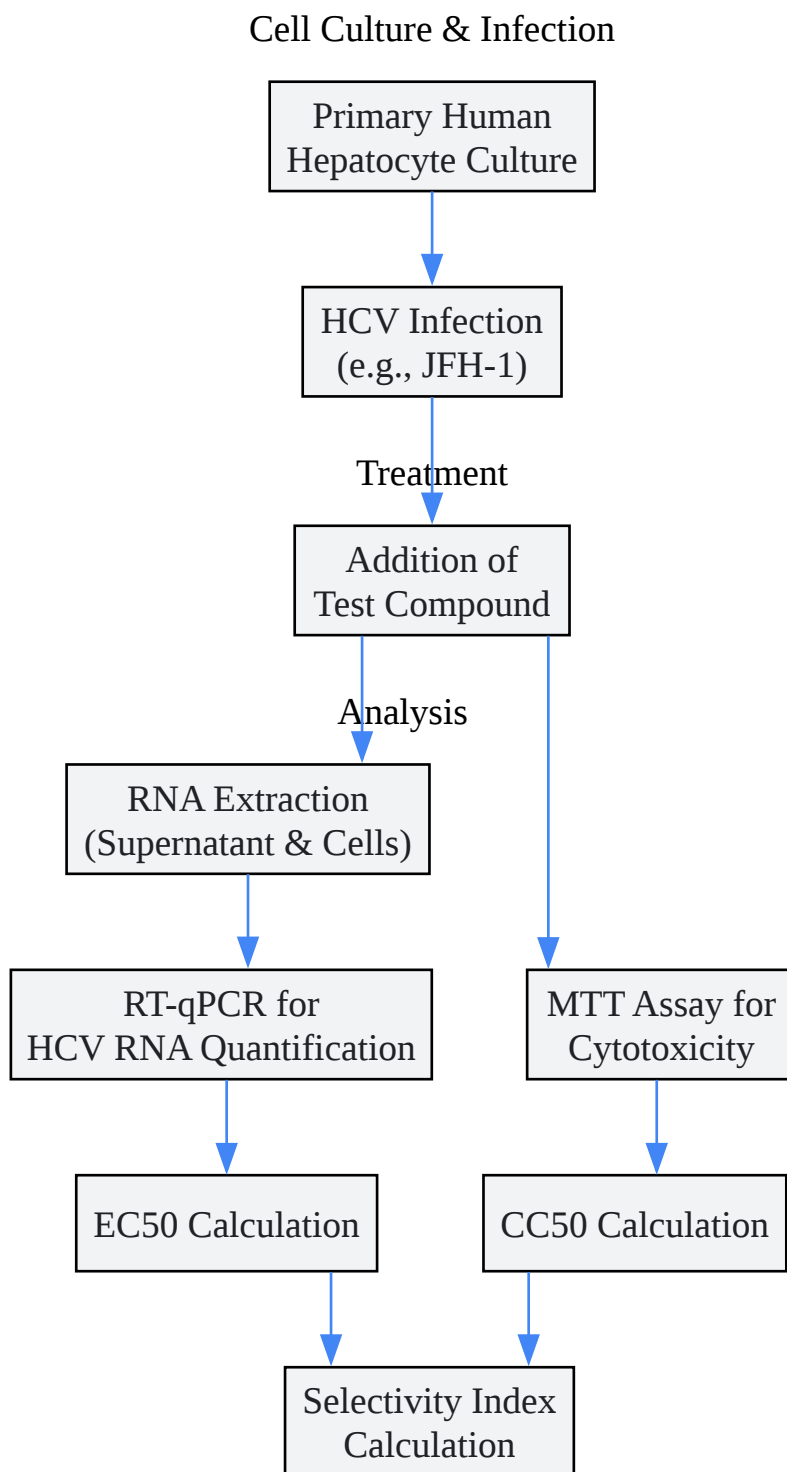 Cell Culture & Infection
Primary Human
Hepatocyte Culture
HCV Infection
(e.g., JFH-1)
Treatment
Addition of
Test Compound
Analysis
RNA Extraction
(Supernatant & Cells)
RT-qPCR for
HCV RNA Quantification
MTT Assay for
Cytotoxicity
EC50 Calculation
CC50 Calculation
Selectivity Index
Calculation